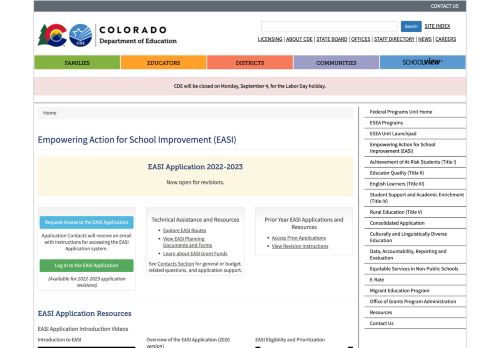 CONTACT US
COLORADO
Department of Education
CDE
Search
SITE INDEX
LICENSING | ABOUT CDE | STATE BOARD | OFFICES | STAFF DIRECTORY | NEWS | CAREERS
FAMILIES
EDUCATORS
DISTRICTS
COMMUNITIES
SCHOOLVIEW
CDE will be closed on Monday, September 4, for the Labor Day holiday.
Home
Empowering Action for School Improvement (EASI)
EASI Application 2022-2023
Now open for revisions.
Request Access to the EASI Application
Application Contacts will receive an email
with instructions for accessing the EASI
Application system.
Log In to the EASI Application
(Available for 2022-2023 application
revisions)
Technical Assistance and Resources
Explore EASI Routes
View EASI Planning
Documents and Forms
Learn about EASI Grant Funds
See Contacts Section for general or budget-
related questions, and application support.
Prior Year EASI Applications and
Resources
Access Prior Applications
View Revision Instructions
EASI Application Resources
EASI Application Introduction Videos
Introduction to EASI
Overview of the EASI Application (2020
version)
EASI Eligibility and Prioritization
Federal Programs Unit Home
ESEA Programs
ESEA Unit Launchpad
Empowering Action for School
Improvement (EASI)
Achievement of At-Risk Students (Title I)
Educator Quality (Title II)
English Learners (Title III)
Student Support and Academic Enrichment
(Title IV)
Rural Education (Title V)
Consolidated Application
Culturally and Linguistically Diverse
Education
Data, Accountability, Reporting and
Evaluation
Equitable Services in Non-Public Schools
E-Rate
Migrant Education Program
Office of Grants Program Administration
Resources
Contact Us